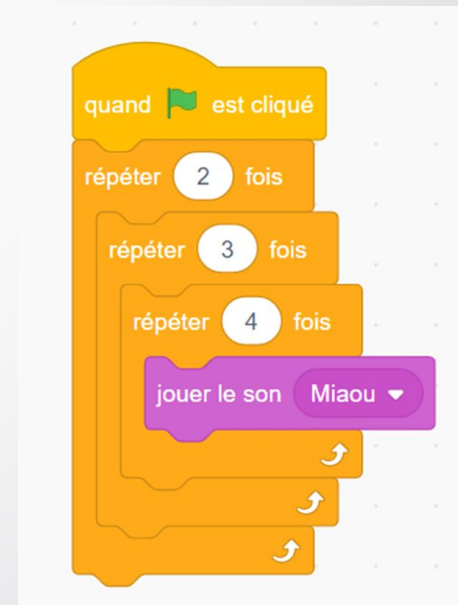 quand est cliqué
répéter 2 fois
répéter 3 fois
répéter 4 fois
jouer le son Miaou